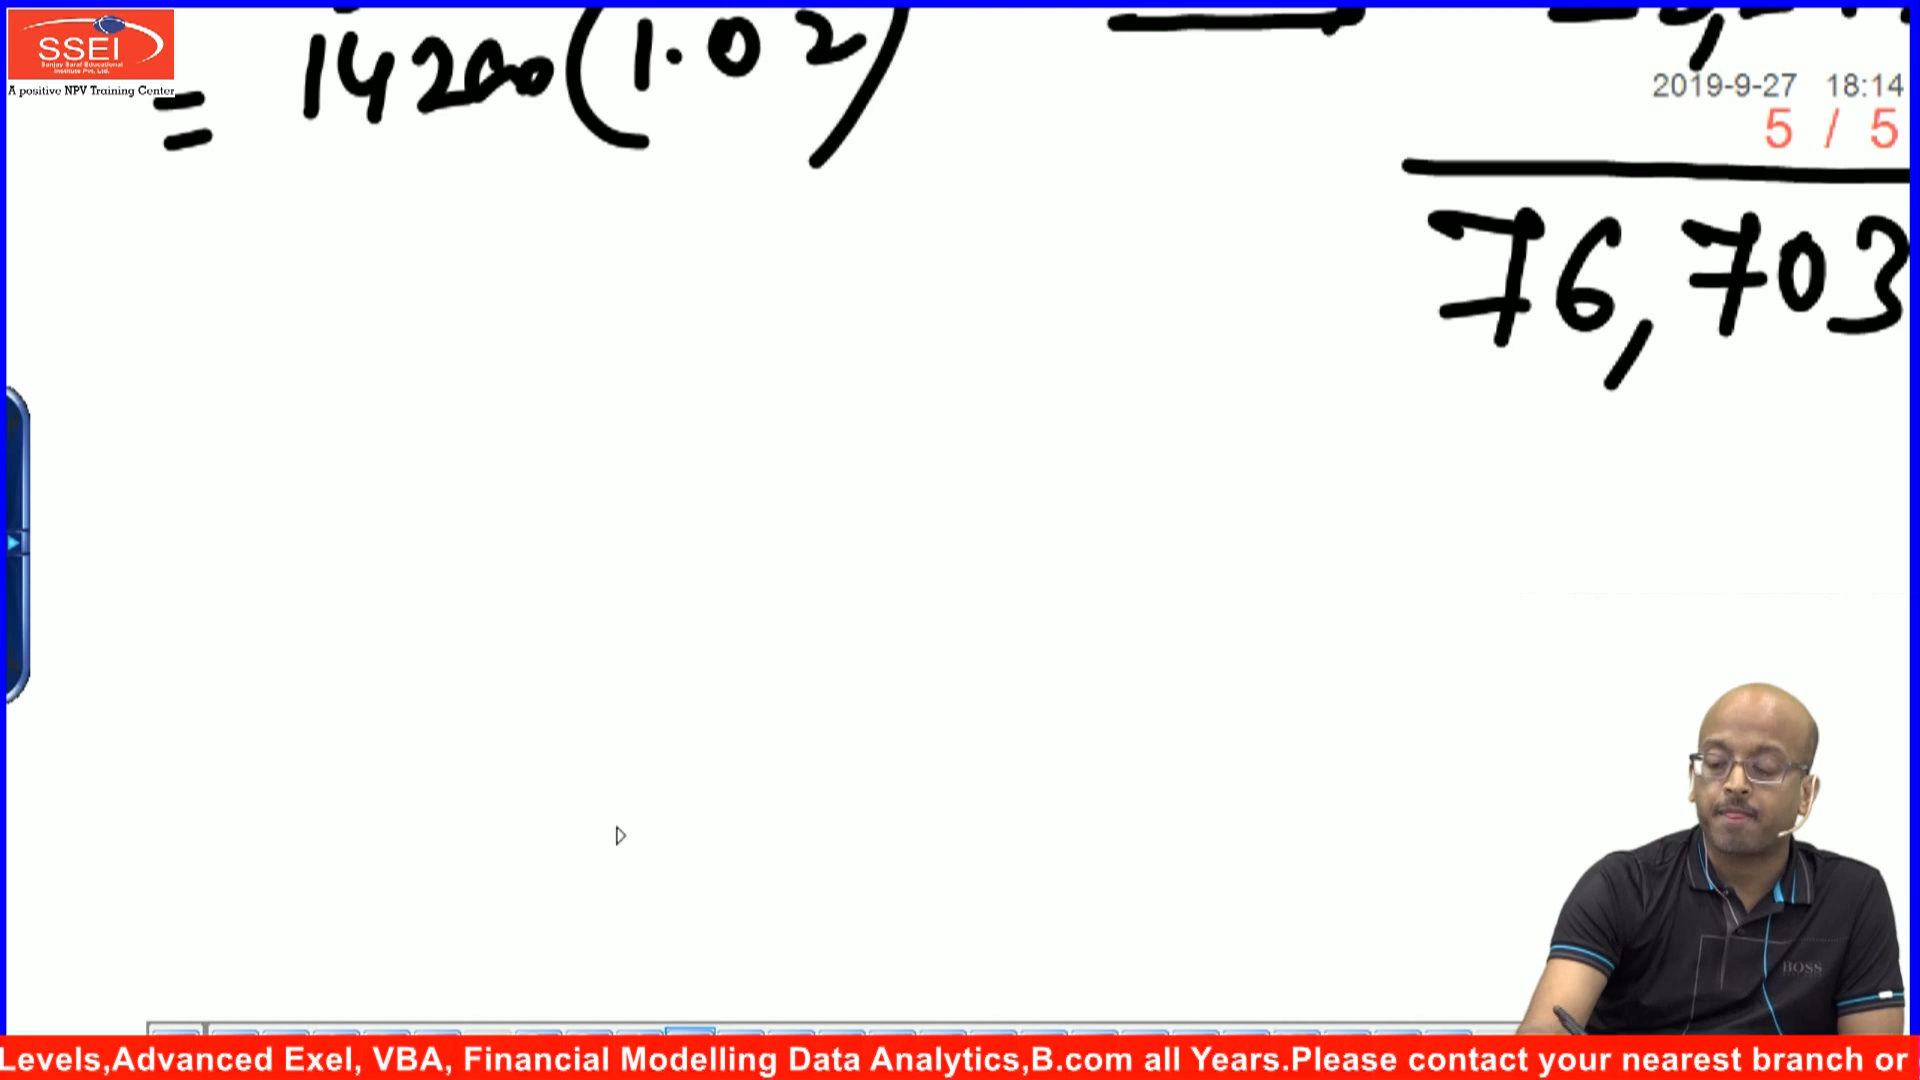 SSEI
Sanjay Saraf Educational
Institute Pvt. Ltd.
A positive NPV Training Center
= 14200(1.02)
2019-9-27 18:14
5 / 5
76,703
BOSS
Levels,Advanced Exel, VBA, Financial Modelling Data Analytics,B.com all Years.Please contact your nearest branch or